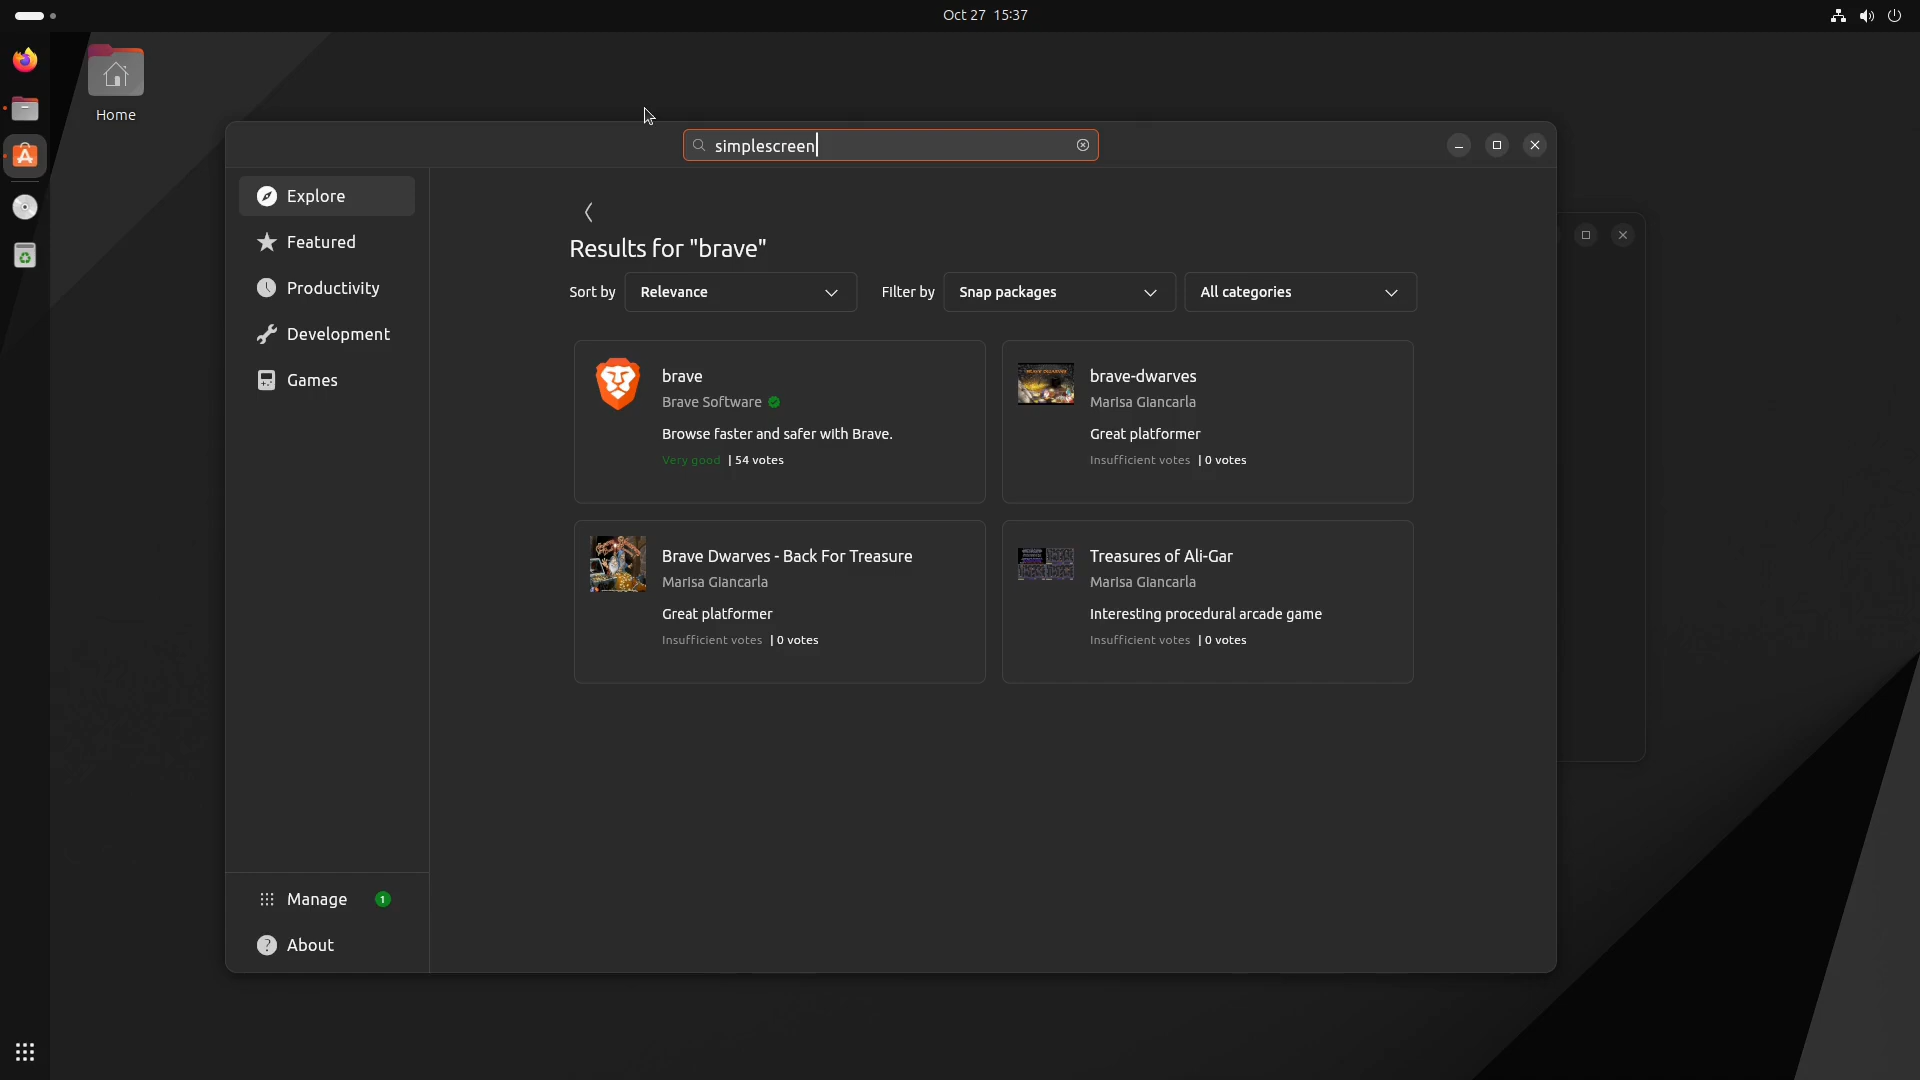 Oct 27 15:37
Home
simplescreen
Explore
Featured
Productivity
Development
Games
Manage 1
About
Results for "brave"
Sort by Relevance Filter by Snap packages All categories
brave
Brave Software
Browse faster and safer with Brave.
Very good | 54 votes
brave-dwarves
Marisa Giancarla
Great platformer
Insufficient votes | 0 votes
Brave Dwarves - Back For Treasure
Marisa Giancarla
Great platformer
Insufficient votes | 0 votes
Treasures of Ali-Gar
Marisa Giancarla
Interesting procedural arcade game
Insufficient votes | 0 votes